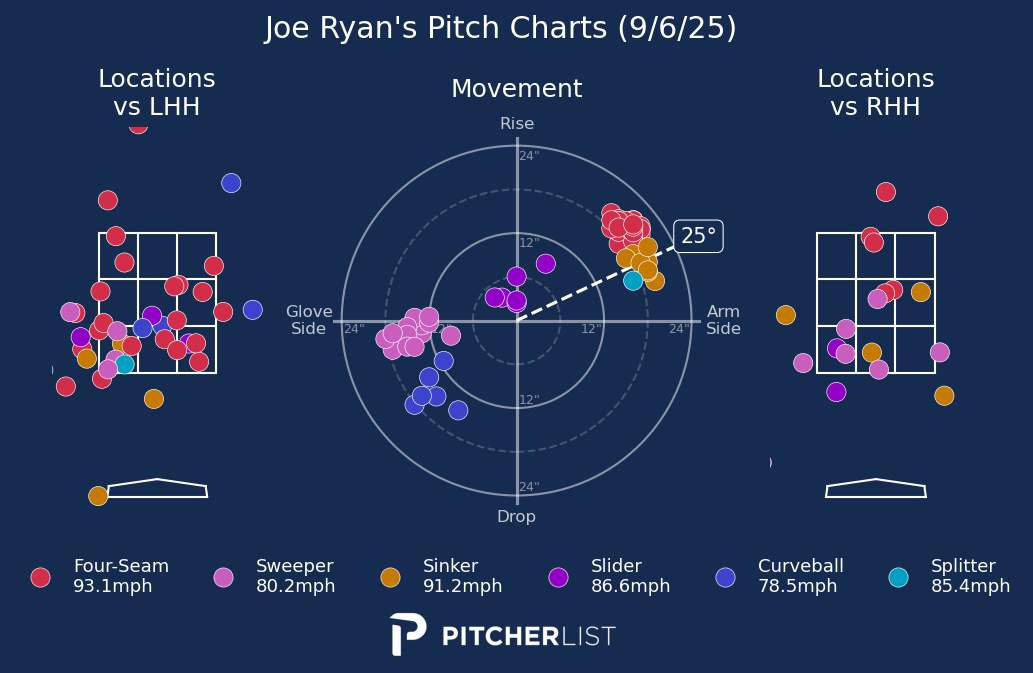 Joe Ryan's Pitch Charts (9/6/25)
Locations
vs LHH
Movement
Locations
vs RHH
Rise
24"
12"
25°
Glove
Side
24"
12"
12"
24"
Arm
Side
12"
24"
Drop
Four-Seam
93.1mph
Sweeper
80.2mph
Sinker
91.2mph
Slider
86.6mph
Curveball
78.5mph
Splitter
85.4mph
PITCHERLIST